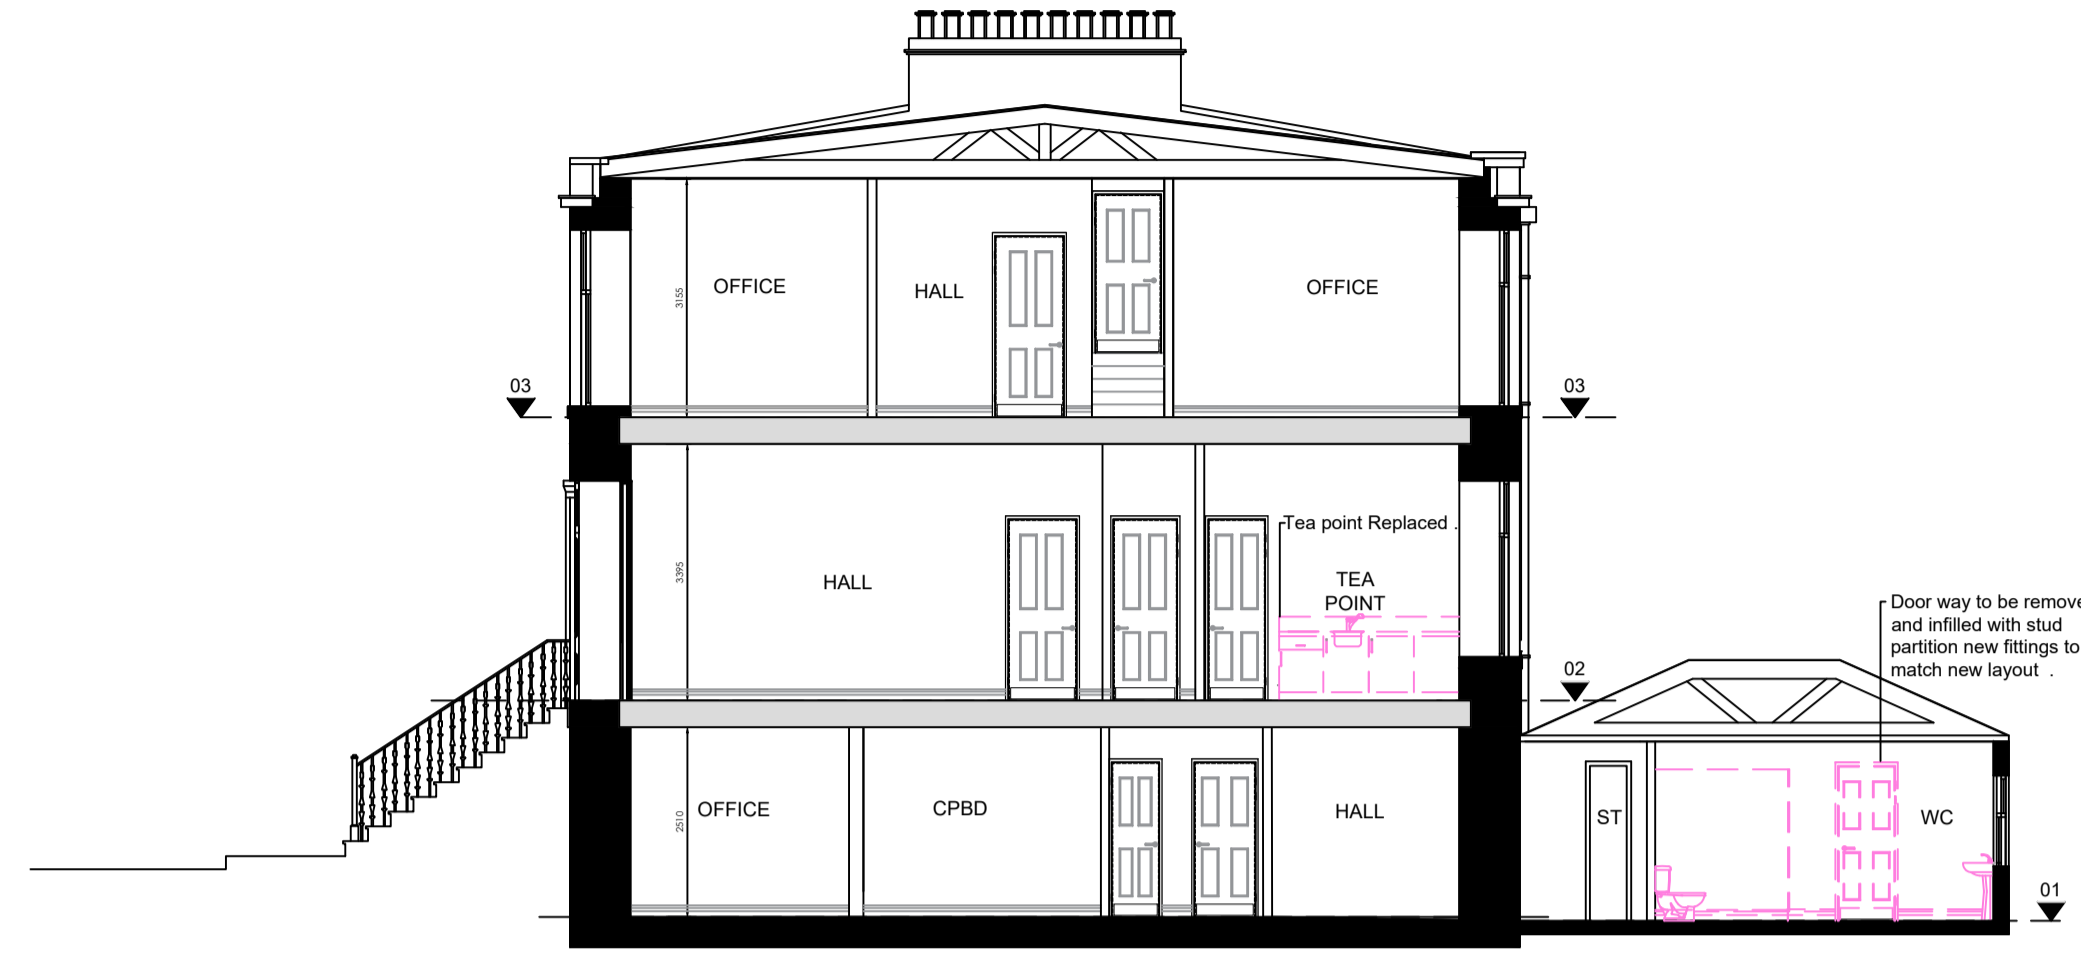 OFFICE
HALL
OFFICE
3155
03
03
Tea point Replaced .
HALL
3395
TEA
POINT
Door way to be remove
and infilled with stud
partition new fittings to
match new layout .
02
OFFICE
CPBD
HALL
2510
ST
WC
01